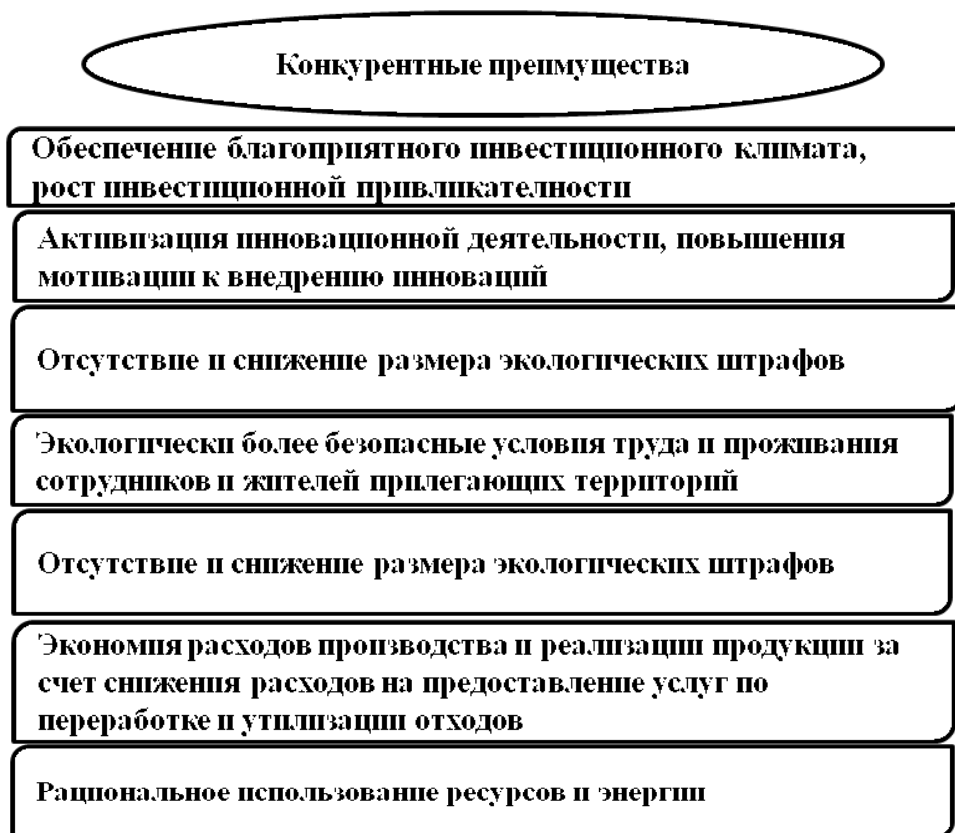 Конкурентные преимущества
Обеспечение благоприятного инвестиционного климата,
рост инвестиционной привликателности
Активизация инновационной деятельности, повышения
мотивации к внедрению инноваций
Отсутствие и снижение размера экологических штрафов
Экологически более безопасные условия труда и проживания
сотрудников и жителей прилегающих территорий
Отсутствие и снижение размера экологических штрафов
Экономия расходов производства и реализации продукции за
счет снижения расходов на предоставление услуг по
переработке и утилизации отходов
Рациональное использование ресурсов и энергии